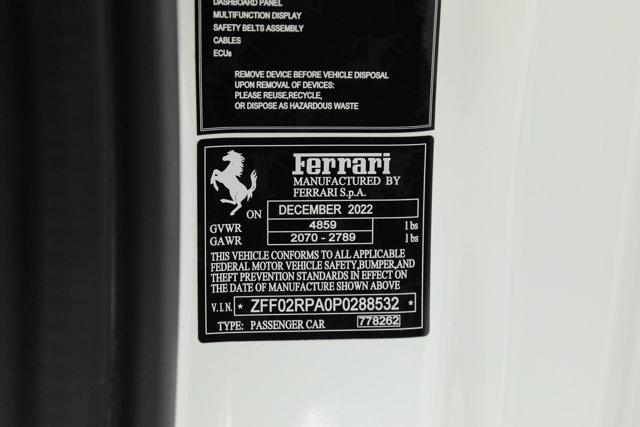 DASHBOARD PANEL
MULTIFUNCTION DISPLAY
SAFETY BELTS ASSEMBLY
CABLES
ECUs
REMOVE DEVICE BEFORE VEHICLE DISPOSAL
UPON REMOVAL OF DEVICES:
PLEASE REUSE,RECYCLE,
OR DISPOSE AS HAZARDOUS WASTE
Ferrari
MANUFACTURED BY
FERRARI S.p.A.
ON DECEMBER 2022
GVWR 4859 lbs
GAWR 2070 - 2789 lbs
THIS VEHICLE CONFORMS TO ALL APPLICABLE
FEDERAL MOTOR VEHICLE SAFETY,BUMPER,AND
THEFT PREVENTION STANDARDS IN EFFECT ON
THE DATE OF MANUFACTURE SHOWN ABOVE
V.I.N. * ZFF02RPA0P0288532 *
TYPE: PASSENGER CAR 778262